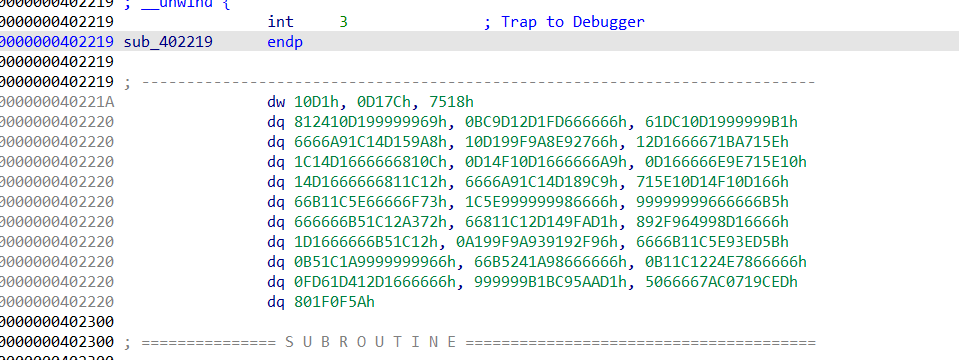 0000000402219 ; __unwind {
0000000402219 int 3 ; Trap to Debugger
0000000402219 sub_402219 endp
0000000402219
0000000402219 ; ---------------------------------------------------------------------------
000000040221A dw 10D1h, 0D17Ch, 7518h
0000000402220 dq 812410D199999969h, 0BC9D12D1FD666666h, 61DC10D1999999B1h
0000000402220 dq 6666A91C14D159A8h, 10D199F9A8E92766h, 12D1666671BA715Eh
0000000402220 dq 1C14D1666666810Ch, 0D14F10D1666666A9h, 0D166666E9E715E10h
0000000402220 dq 14D1666666811C12h, 6666A91C14D189C9h, 715E10D14F10D166h
0000000402220 dq 66B11C5E66666F73h, 1C5E999999986666h, 99999999666666B5h
0000000402220 dq 666666B51C12A372h, 66811C12D149FAD1h, 892F964998D16666h
0000000402220 dq 1D1666666B51C12h, 0A199F9A939192F96h, 6666B11C5E93ED5Bh
0000000402220 dq 0B51C1A9999999966h, 66B5241A98666666h, 0B11C1224E7866666h
0000000402220 dq 0FD61D412D1666666h, 999999B1BC95AAD1h, 5066667AC0719CEDh
0000000402220 dq 801F0F5Ah
0000000402300
0000000402300 ; =============== S U B R O U T I N E =======================================
0000000402300